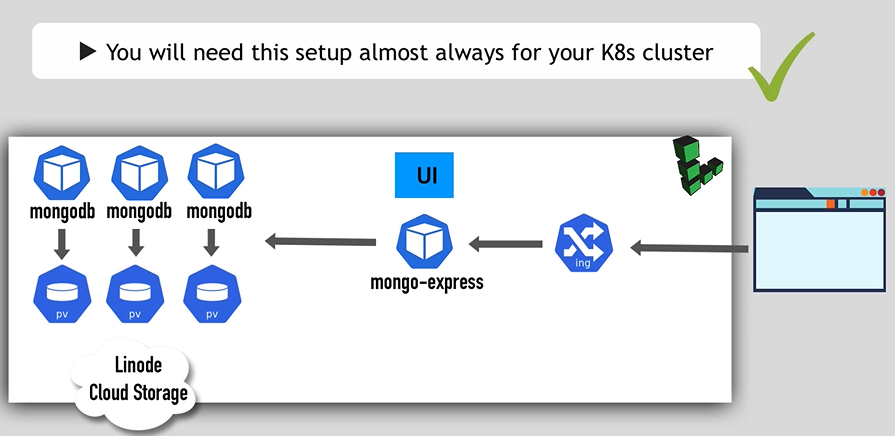 You will need this setup almost always for your K8s cluster
mongodb mongodb mongodb
UI
ing
mongo-express
pv pv pv
Linode
Cloud Storage